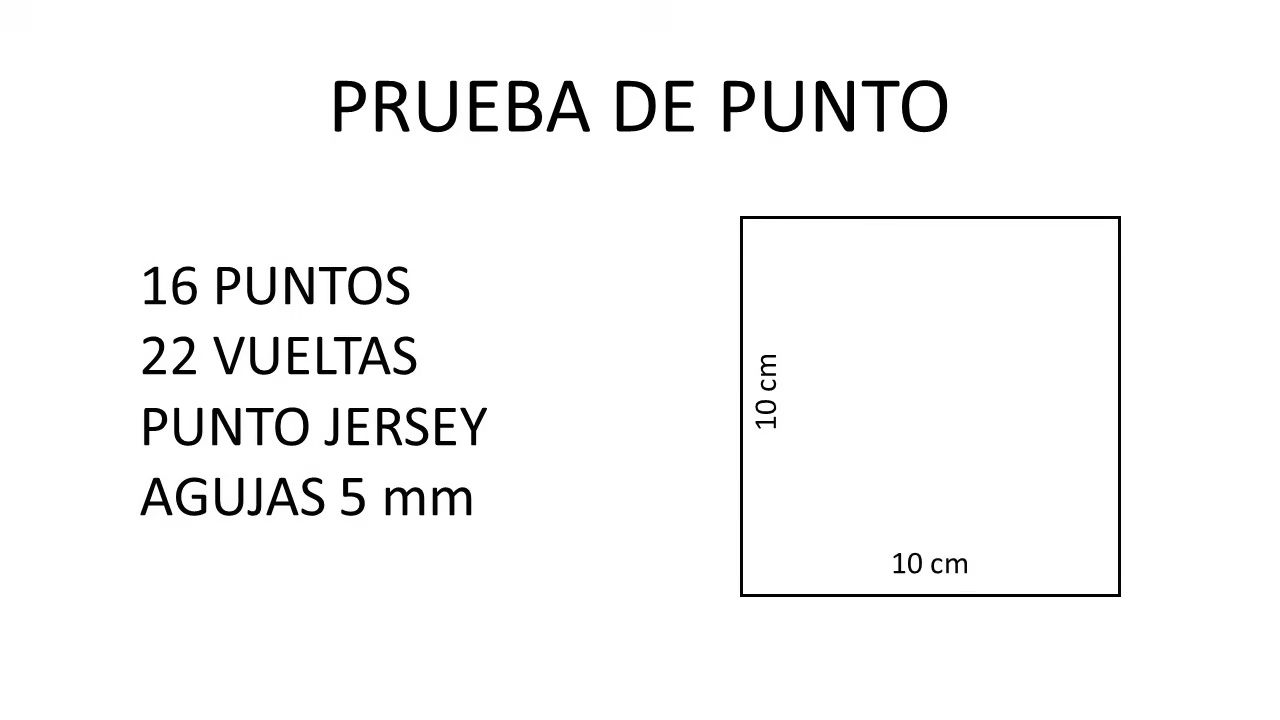 PRUEBA DE PUNTO
16 PUNTOS
22 VUELTAS
PUNTO JERSEY
AGUJAS 5 mm
10 cm
10 cm